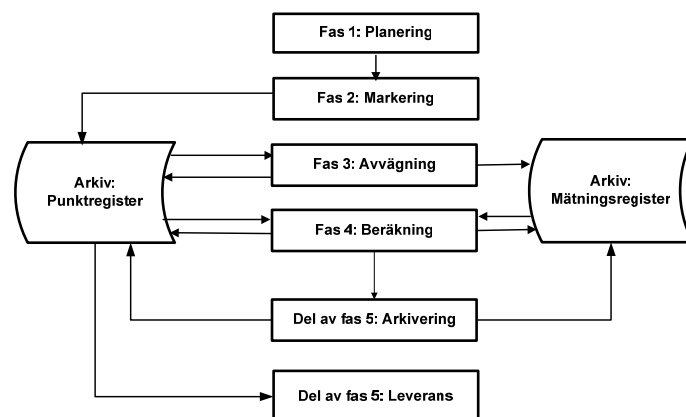 Fas 1: Planering
Fas 2: Markering
Arkiv:
Punktregister
Fas 3: Avvägning
Arkiv:
Mätningsregister
Fas 4: Beräkning
Del av fas 5: Arkivering
Del av fas 5: Leverans